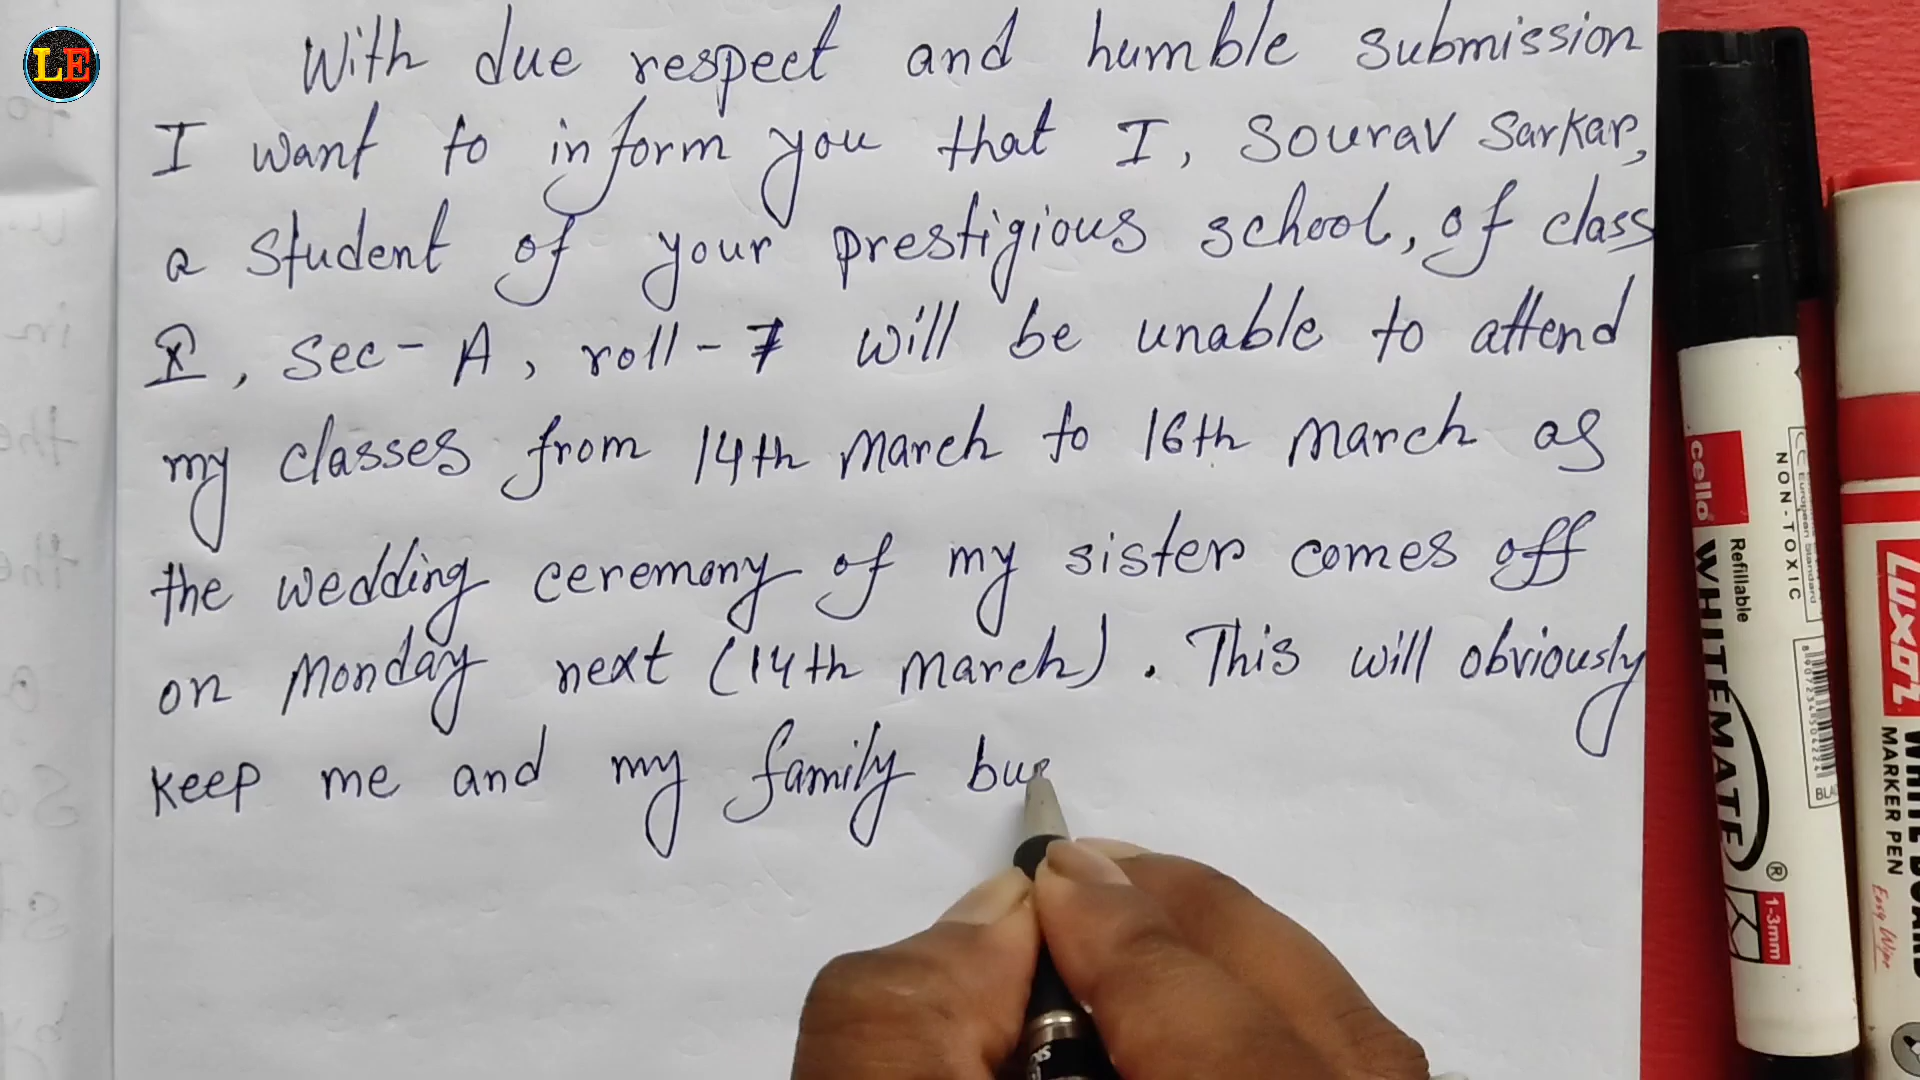 LE
With due respect and humble submission
I want to inform you that I, Sourav Sarkar,
a student of your prestigious school, of class
X, Sec-A, roll-7 will be unable to attend
my classes from 14th March to 16th March as
the wedding ceremony of my sister comes off
on Monday next (14th March). This will obviously
keep me and my family bus
cello
NON-TOXIC
Refillable
WHITEMATE
1-3mm
LUXOR
MARKER PEN
Easy Wipe